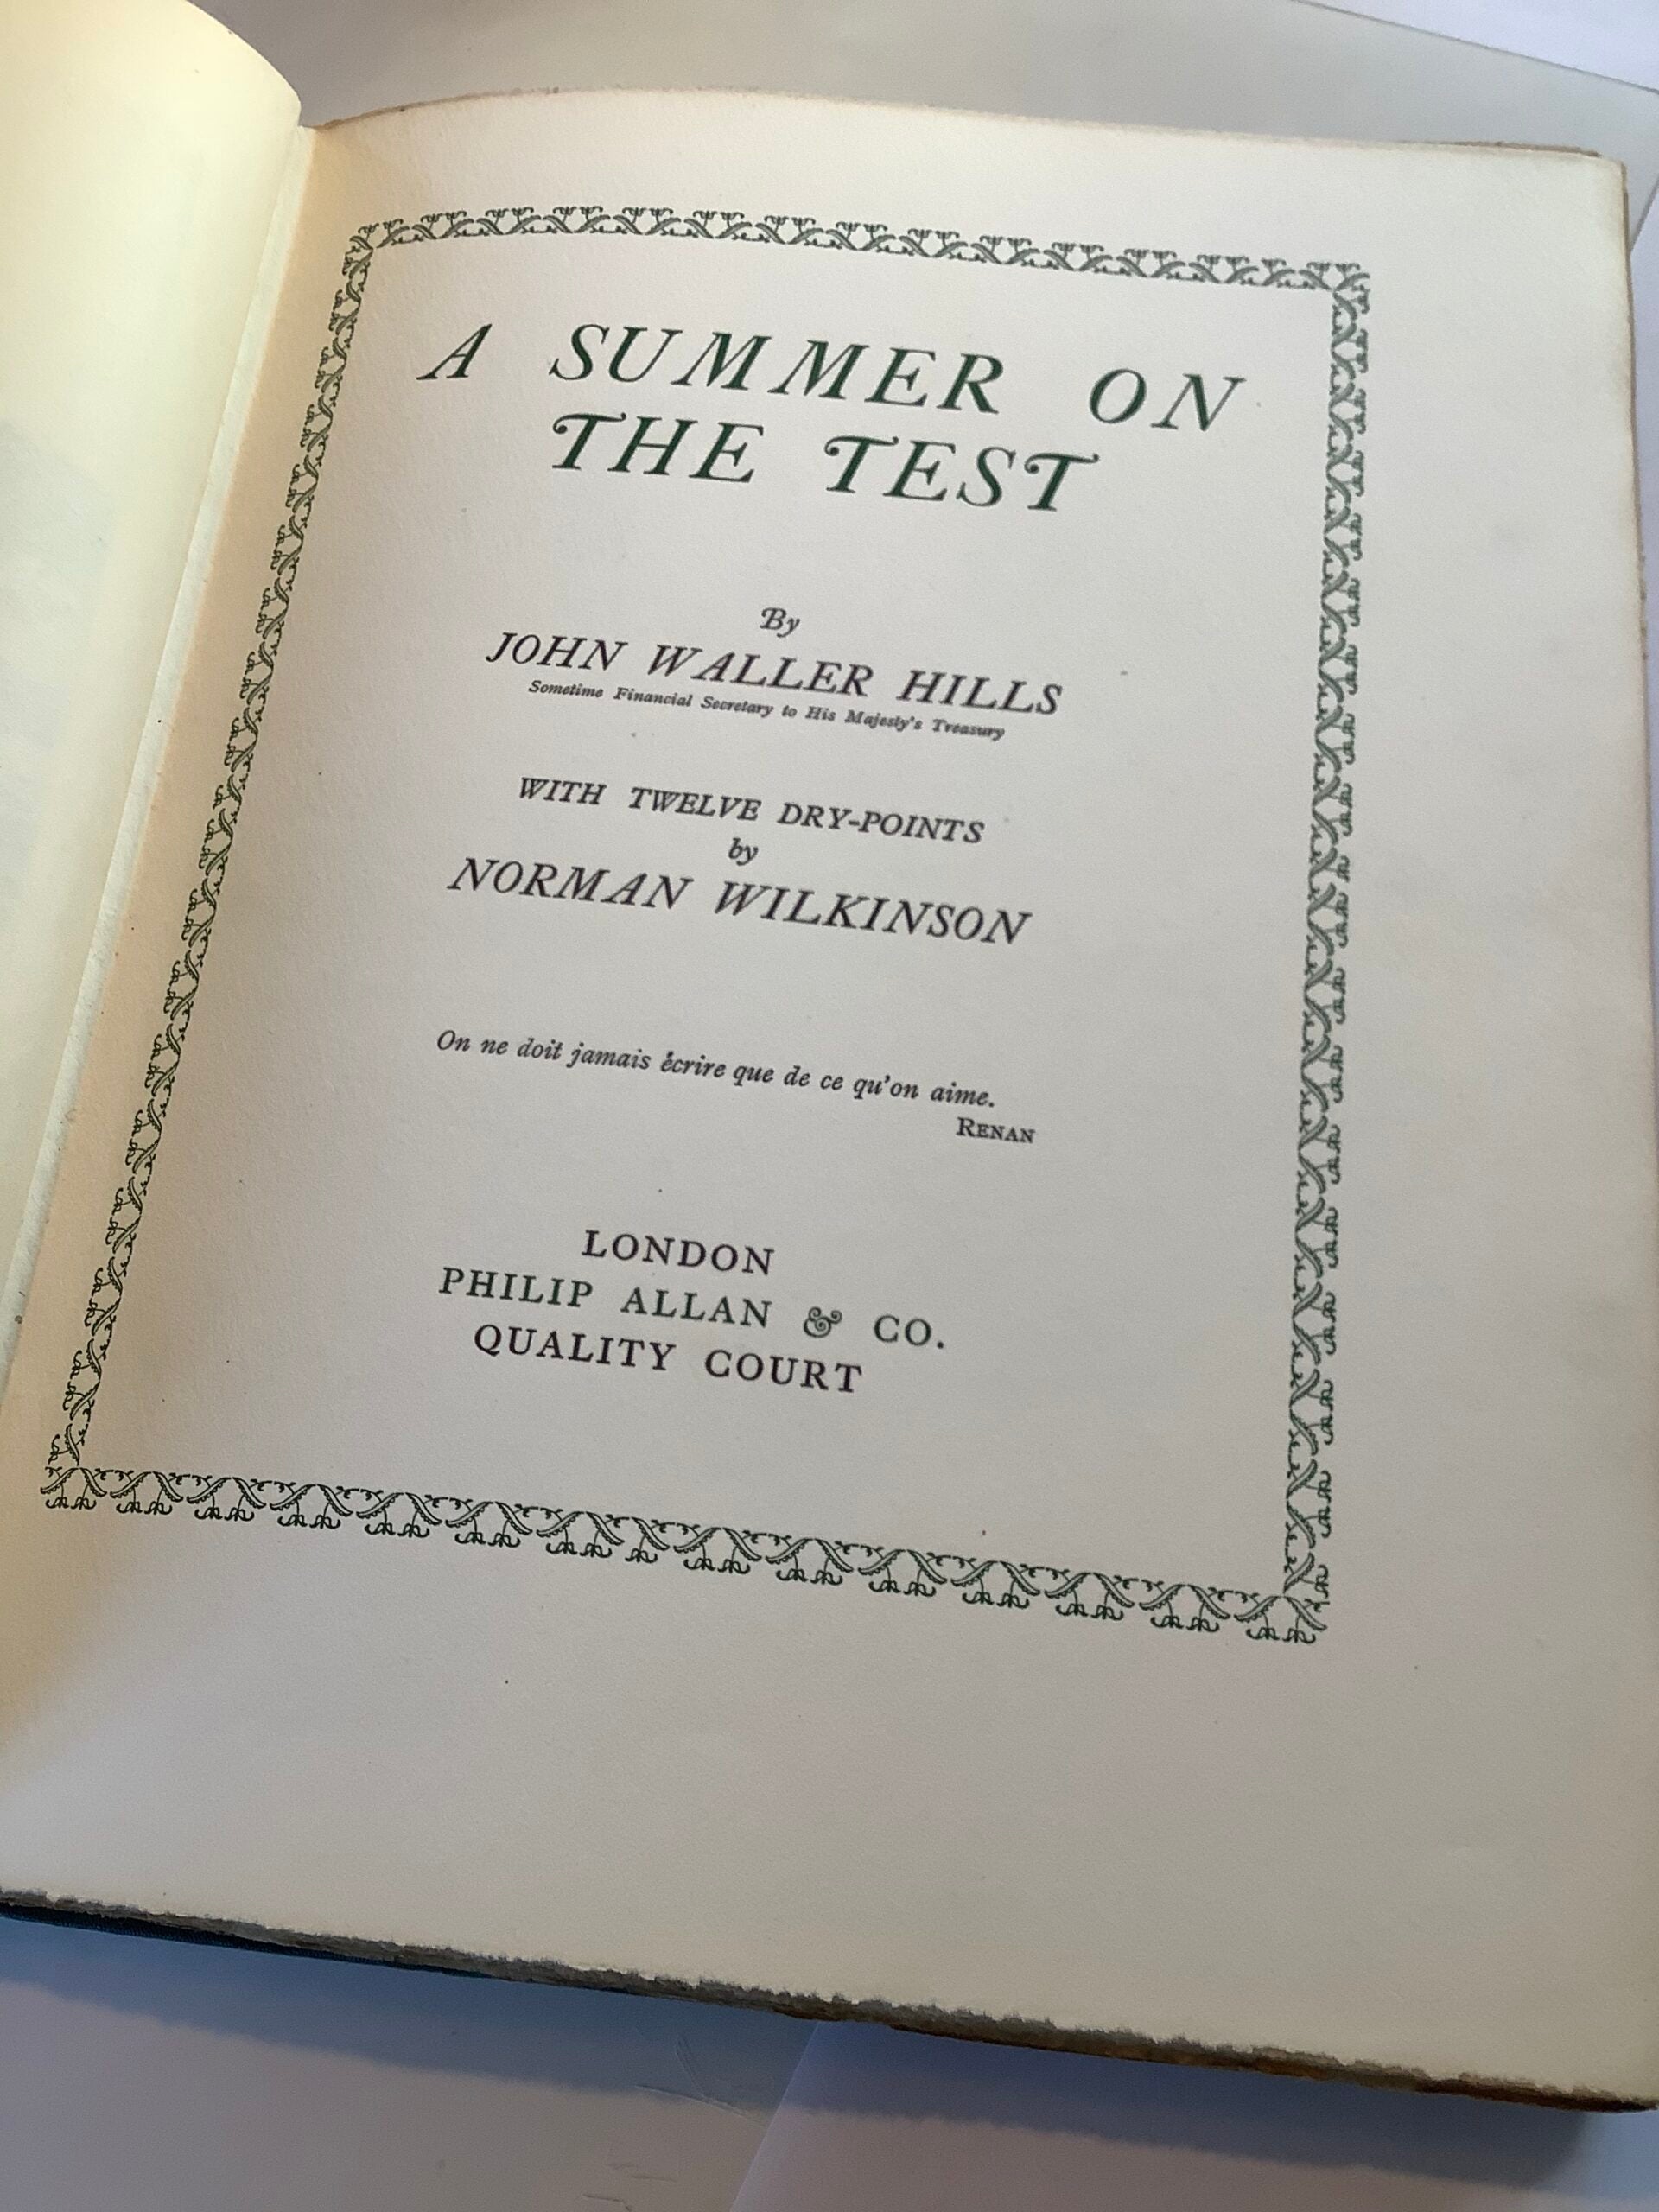 A SUMMER ON
THE TEST
By
JOHN WALLER HILLS
Sometime Financial Secretary to His Majesty's Treasury
WITH TWELVE DRY-POINTS
by
NORMAN WILKINSON
On ne doit jamais écrire que de ce qu'on aime.
RENAN
LONDON
PHILIP ALLAN & CO.
QUALITY COURT